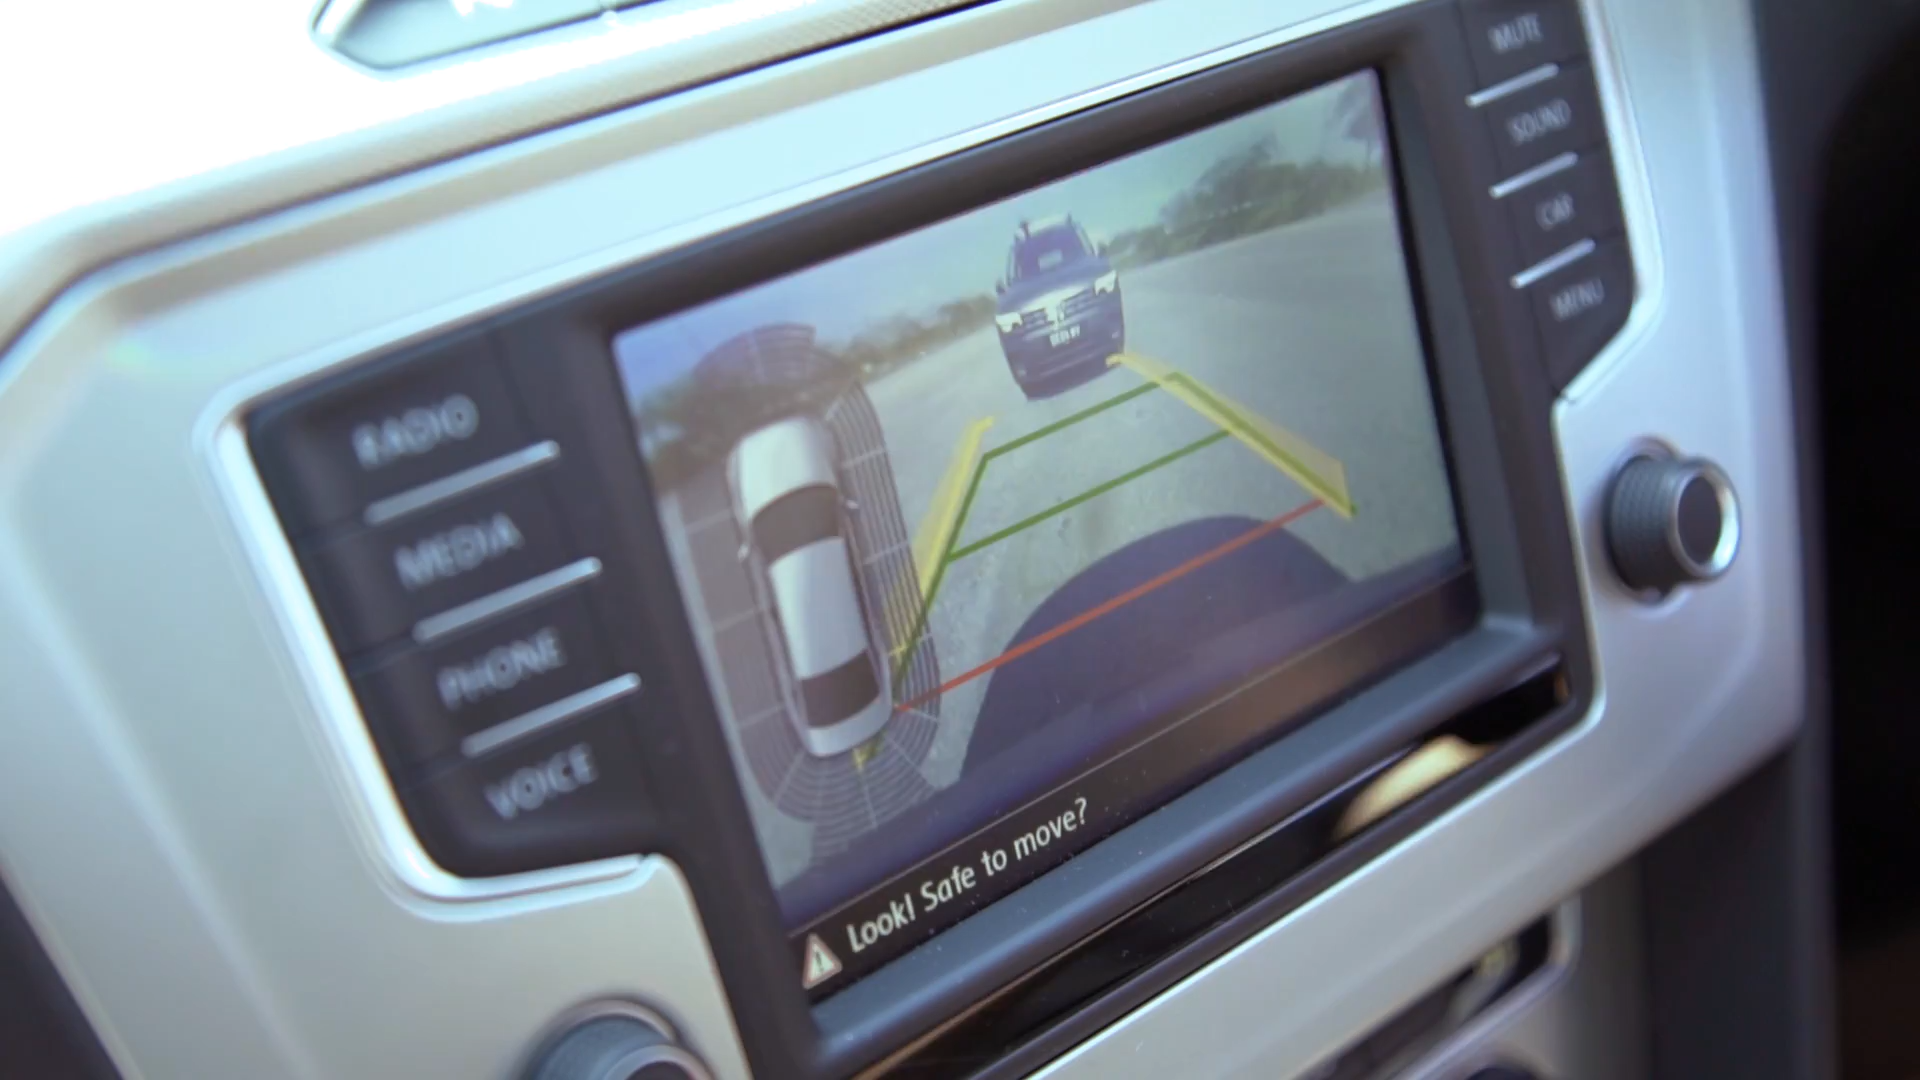 MUTE
SOUND
CAR
MENU
RADIO
MEDIA
PHONE
VOICE
Look! Safe to move?